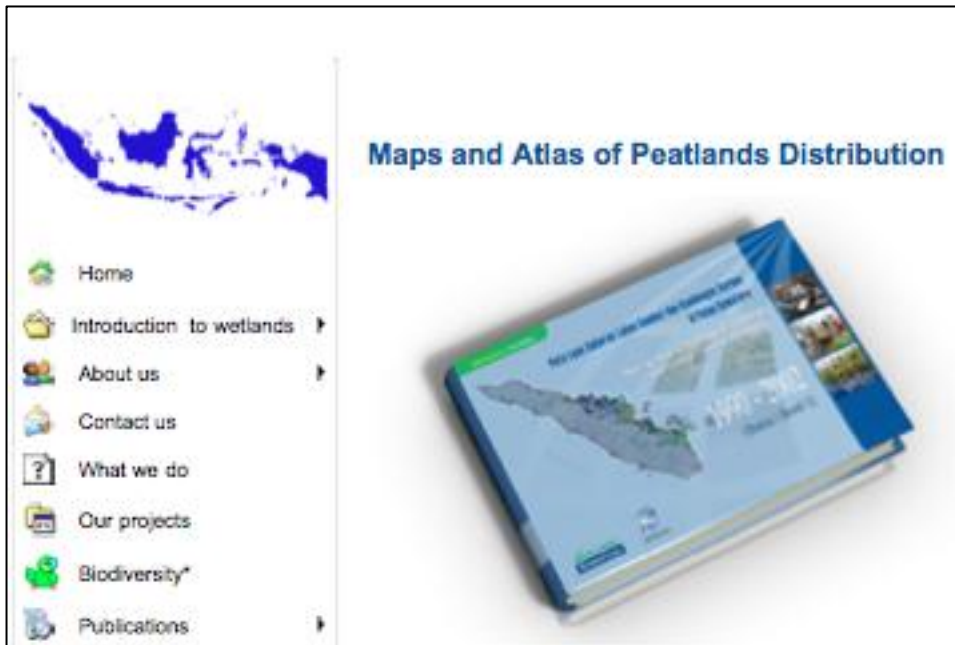 Maps and Atlas of Peatlands Distribution
Home
Introduction to wetlands
About us
Contact us
What we do
Our projects
Biodiversity*
Publications
1990 - 2002